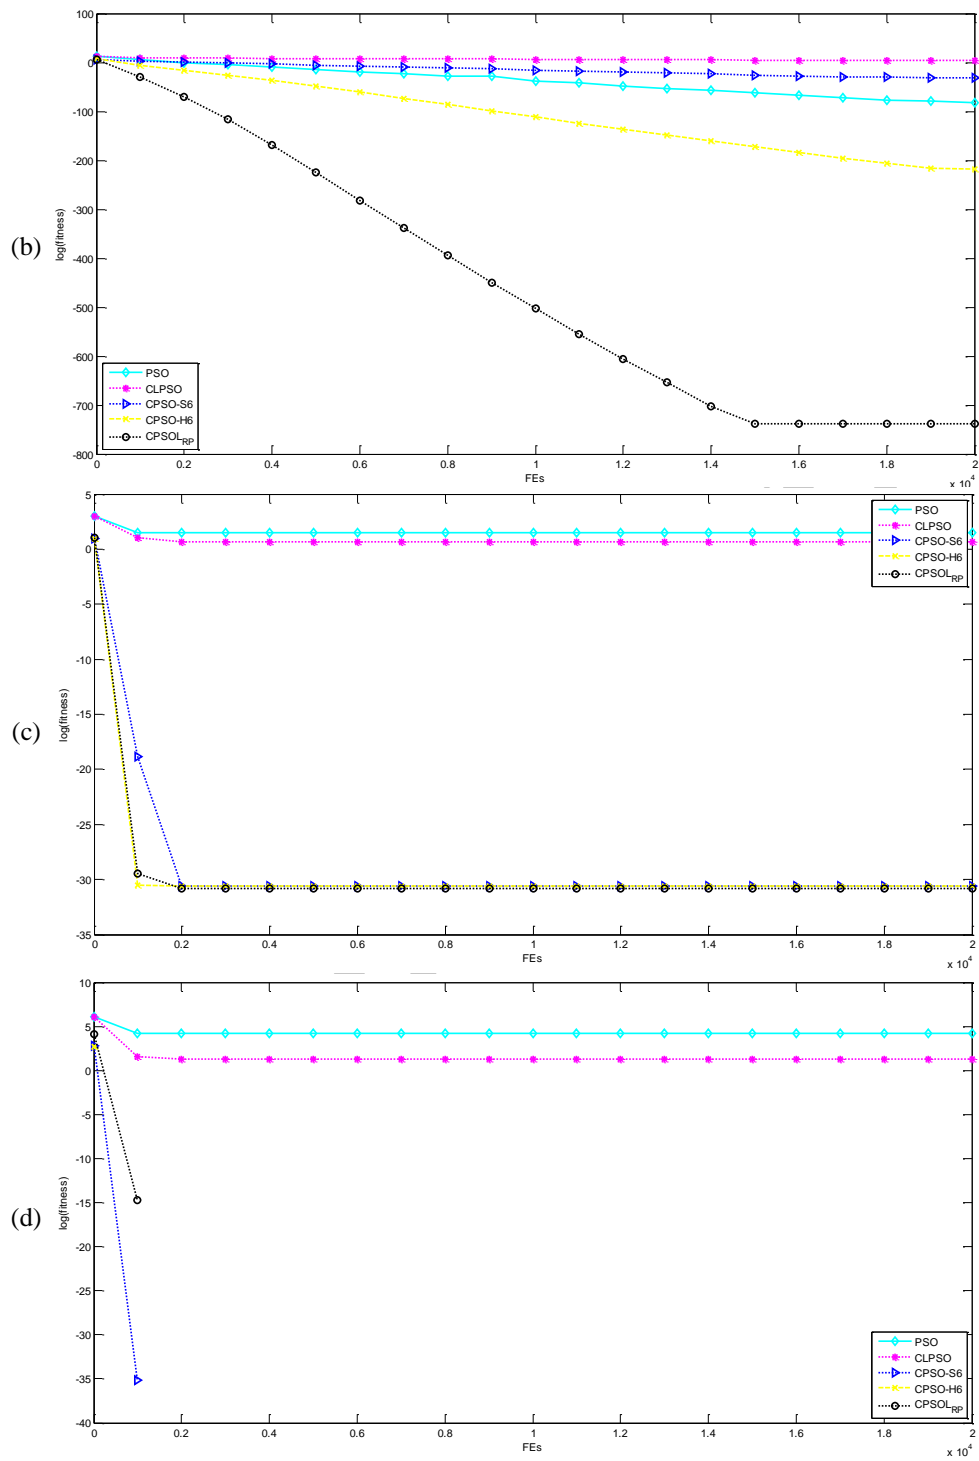 100
0
-100
-200
-300
-400
-500
-600
-700
-800
log(fitness)
(b)
PSO
CLPSO
CPSO-S6
CPSO-H6
CPSOL_RP
0 0.2 0.4 0.6 0.8 1 1.2 1.4 1.6 1.8 2
FEs
x 10^4
5
0
-5
-10
-15
-20
-25
-30
-35
log(fitness)
(c)
PSO
CLPSO
CPSO-S6
CPSO-H6
CPSOL_RP
0 0.2 0.4 0.6 0.8 1 1.2 1.4 1.6 1.8 2
FEs
x 10^4
10
5
0
-5
-10
-15
-20
-25
-30
-35
-40
log(fitness)
(d)
PSO
CLPSO
CPSO-S6
CPSO-H6
CPSOL_RP
0 0.2 0.4 0.6 0.8 1 1.2 1.4 1.6 1.8 2
FEs
x 10^4